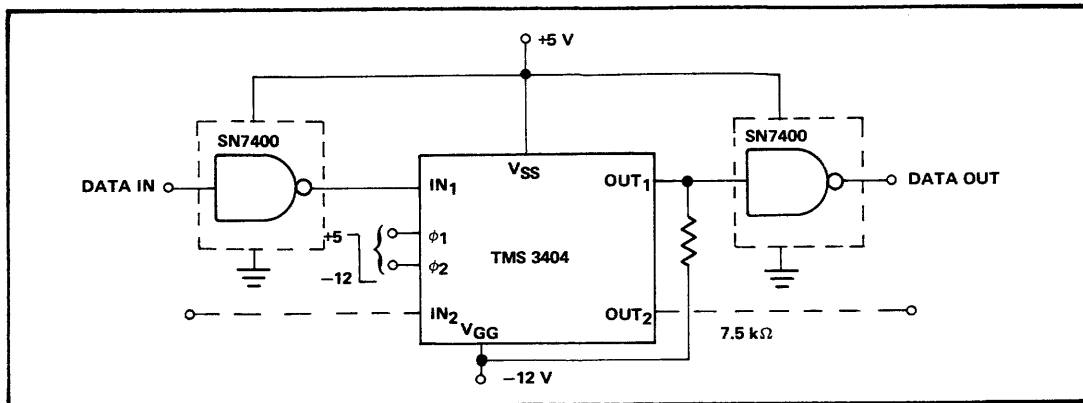 +5 V
SN7400
SN7400
DATA IN
IN1
VSS
OUT1
DATA OUT
+5
ϕ1
TMS 3404
−12
ϕ2
IN2
VGG
OUT2
7.5 kΩ
−12 V